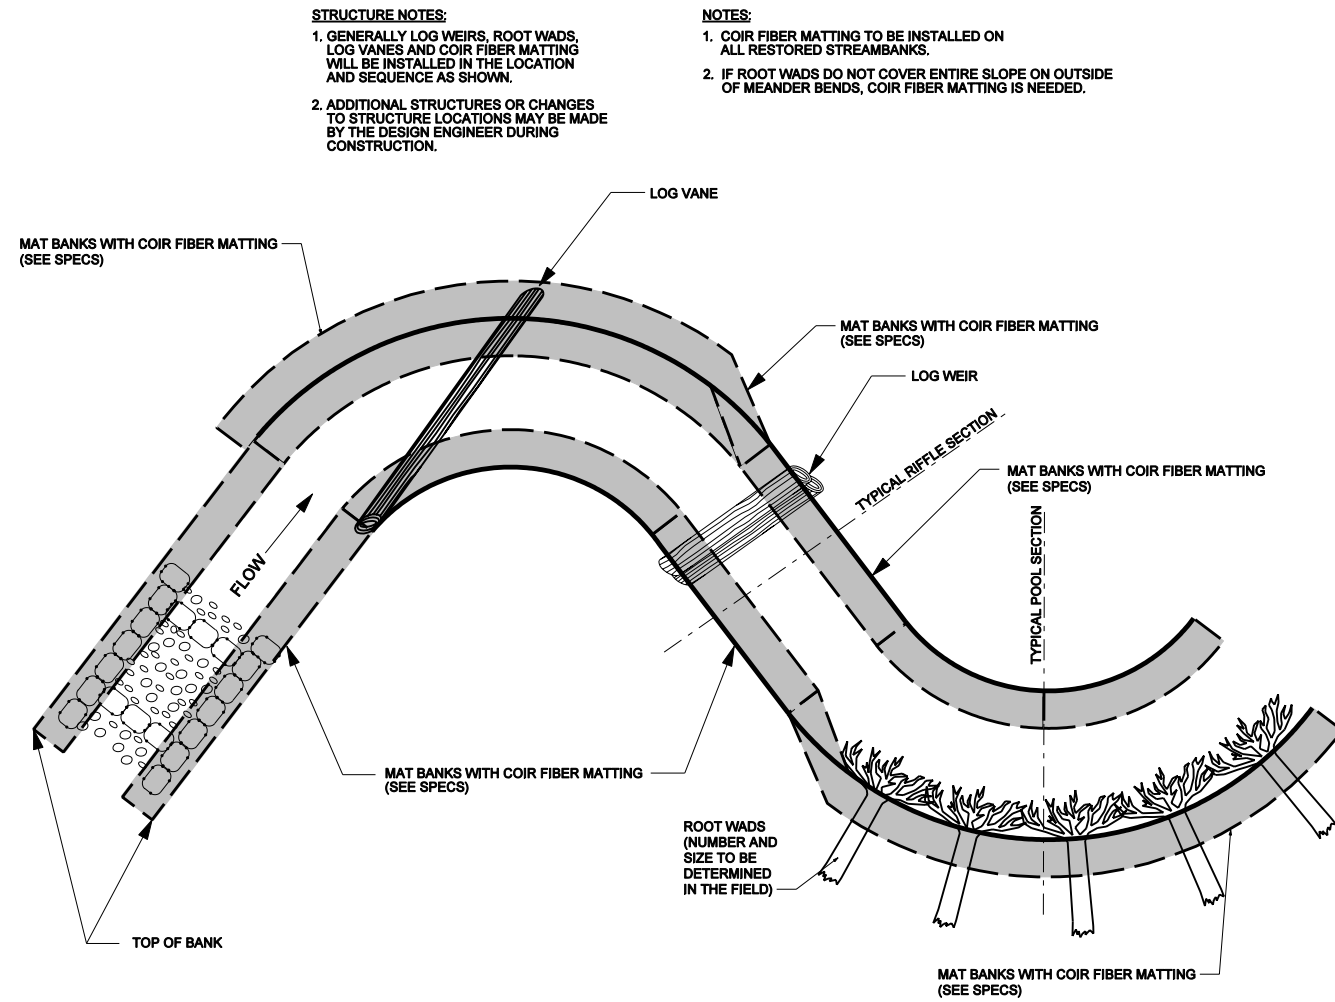 STRUCTURE NOTES:
1. GENERALLY LOG WEIRS, ROOT WADS,
LOG VANES AND COIR FIBER MATTING
WILL BE INSTALLED IN THE LOCATION
AND SEQUENCE AS SHOWN.
2. ADDITIONAL STRUCTURES OR CHANGES
TO STRUCTURE LOCATIONS MAY BE MADE
BY THE DESIGN ENGINEER DURING
CONSTRUCTION.
NOTES:
1. COIR FIBER MATTING TO BE INSTALLED ON
ALL RESTORED STREAMBANKS.
2. IF ROOT WADS DO NOT COVER ENTIRE SLOPE ON OUTSIDE
OF MEANDER BENDS, COIR FIBER MATTING IS NEEDED.
LOG VANE
MAT BANKS WITH COIR FIBER MATTING
(SEE SPECS)
MAT BANKS WITH COIR FIBER MATTING
(SEE SPECS)
LOG WEIR
TYPICAL RIFFLE SECTION
MAT BANKS WITH COIR FIBER MATTING
(SEE SPECS)
TYPICAL POOL SECTION
FLOW
MAT BANKS WITH COIR FIBER MATTING
(SEE SPECS)
ROOT WADS
(NUMBER AND
SIZE TO BE
DETERMINED
IN THE FIELD)
TOP OF BANK
MAT BANKS WITH COIR FIBER MATTING
(SEE SPECS)